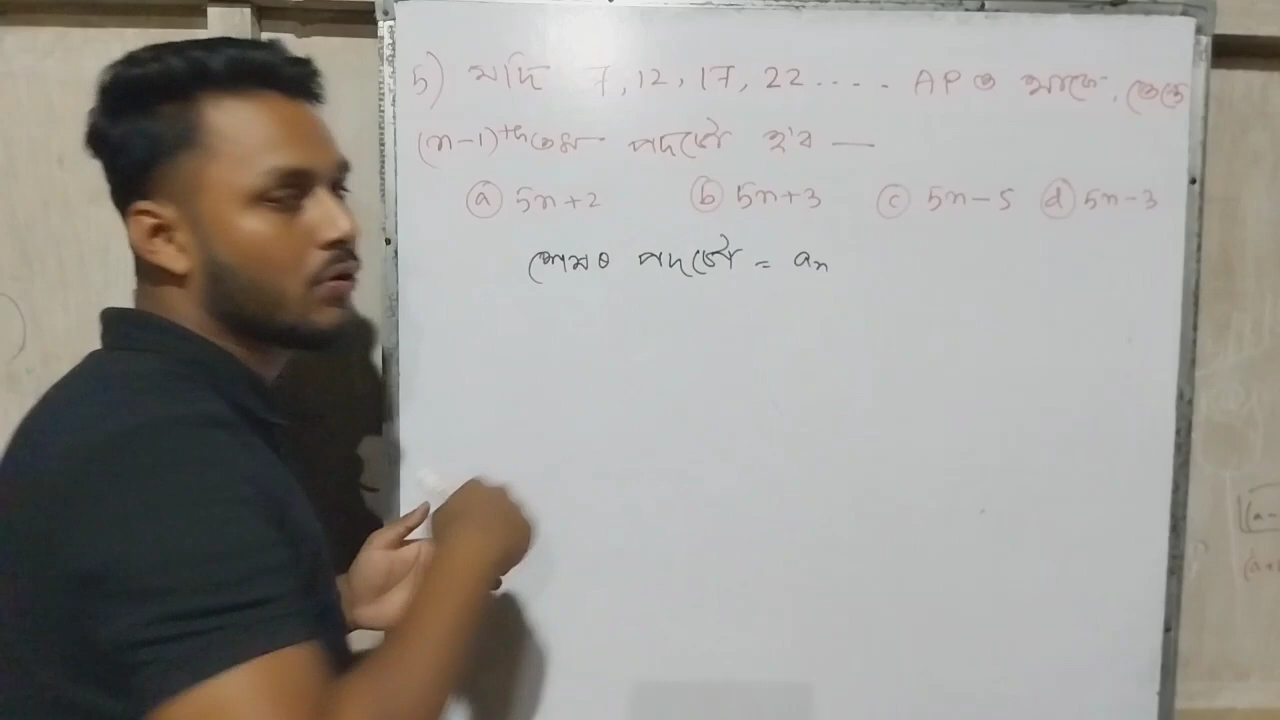 5) যদি 7, 12, 17, 22 .... AP ত আছে, তেন্তে
(n-1)^th তম পদটো হ'ব —
(a) 5n+2 (b) 5n+3 (c) 5n-5 (d) 5n-3
পদটো = aₙ
(a-
(a+